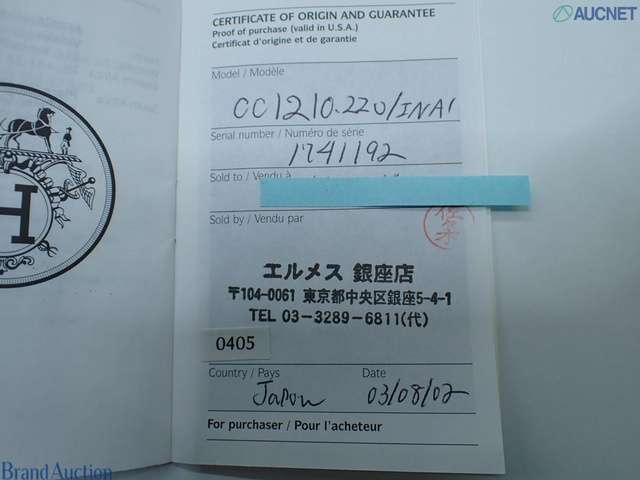 AUCNET
CERTIFICATE OF ORIGIN AND GUARANTEE
Proof of purchase (valid in U.S.A.)
Certificat d'origine et de garantie
Model / Modèle
CC1210.220/INA1
Serial number / Numéro de série
1741192
Sold to / Vendu à
Sold by / Vendu par
エルメス 銀座店
〒104-0061 東京都中央区銀座5-4-1
TEL 03-3289-6811(代)
0405
Country / Pays Date
Japon 03/08/02
For purchaser / Pour l'acheteur
Brand Auction